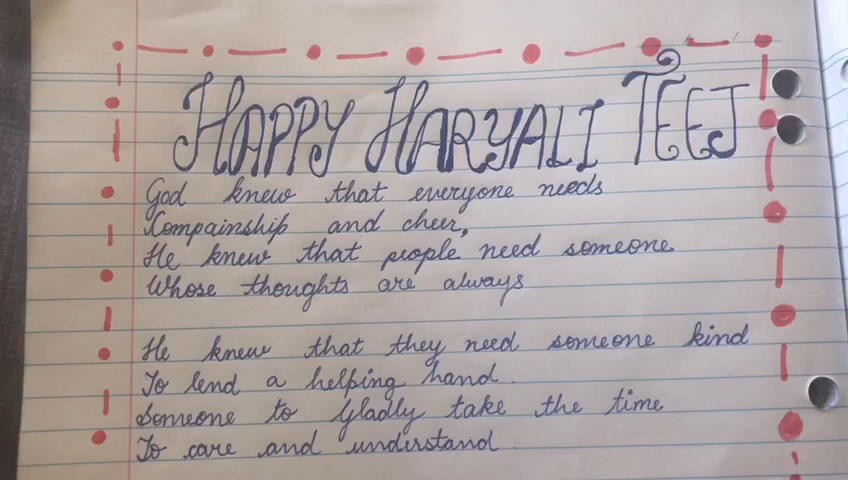 HAPPY HARYALI TEEJ
God knew that everyone needs
Compainship and cheer,
He knew that people need someone
Whose thoughts are always
He knew that they need someone kind
To lend a helping hand.
Someone to Gladly take the time
To care and understand.